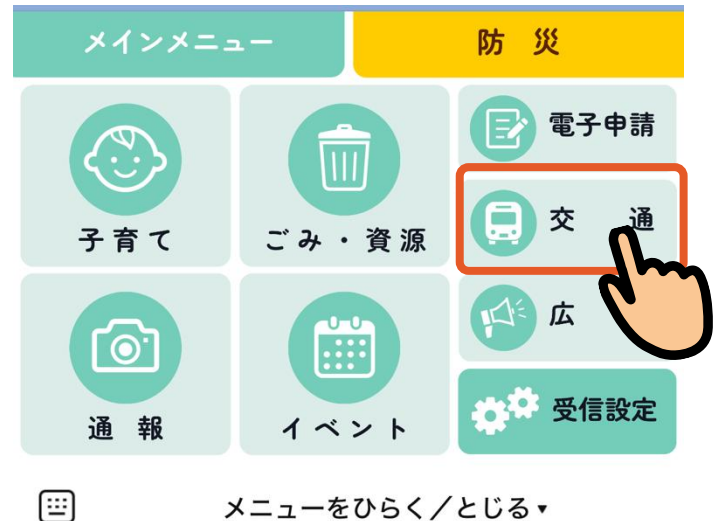 メインメニュー
防 災
子育て
ごみ・資源
電子申請
交 通
広
通 報
イベント
受信設定
メニューをひらく/とじる▾